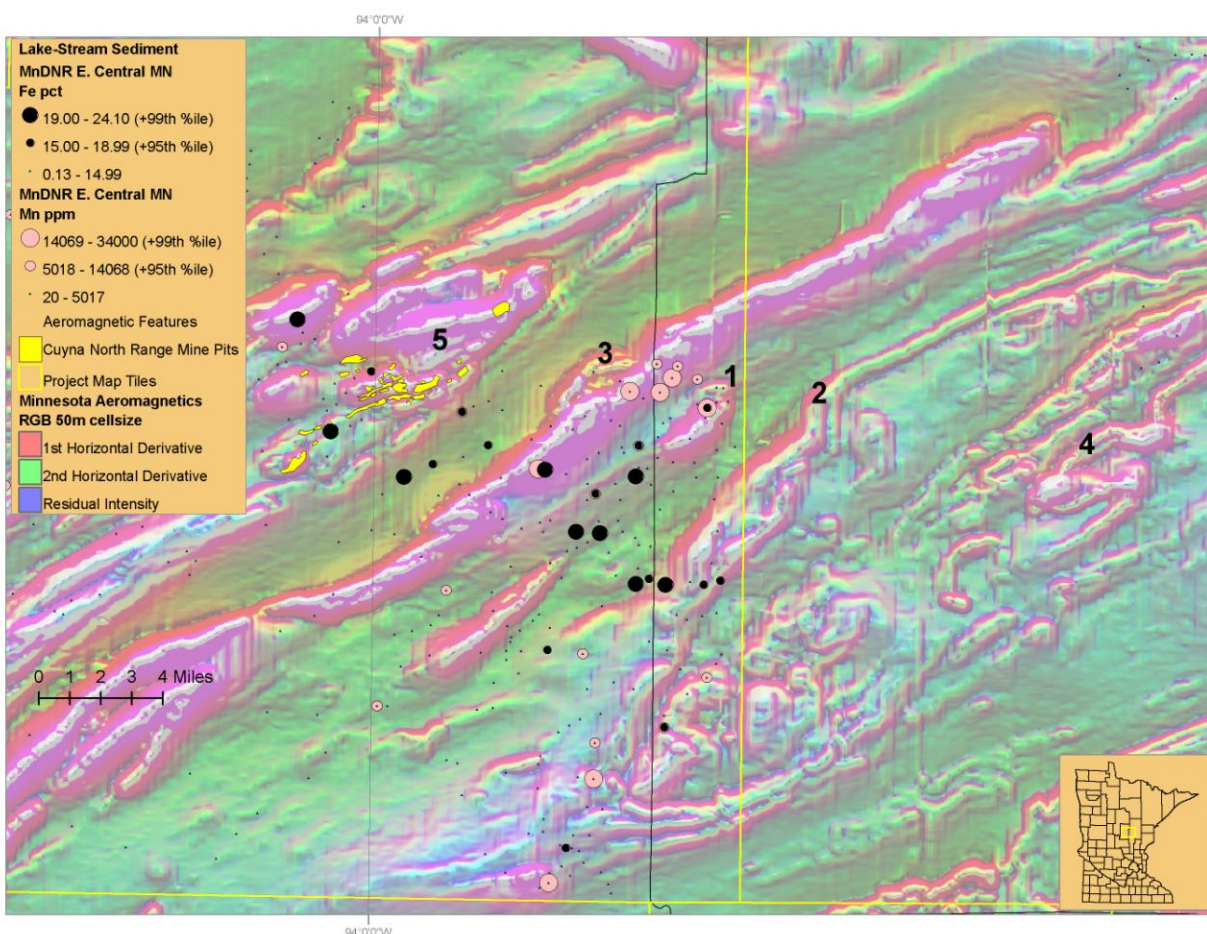 94°0'0"W
Lake-Stream Sediment
MnDNR E. Central MN
Fe pct
19.00 - 24.10 (+99th %ile)
15.00 - 18.99 (+95th %ile)
0.13 - 14.99
MnDNR E. Central MN
Mn ppm
14069 - 34000 (+99th %ile)
5018 - 14068 (+95th %ile)
20 - 5017
Aeromagnetic Features
Cuyna North Range Mine Pits
Project Map Tiles
Minnesota Aeromagnetics
RGB 50m cellsize
1st Horizontal Derivative
2nd Horizontal Derivative
Residual Intensity
5
3
1
2
4
0 1 2 3 4 Miles
94°0'0"W